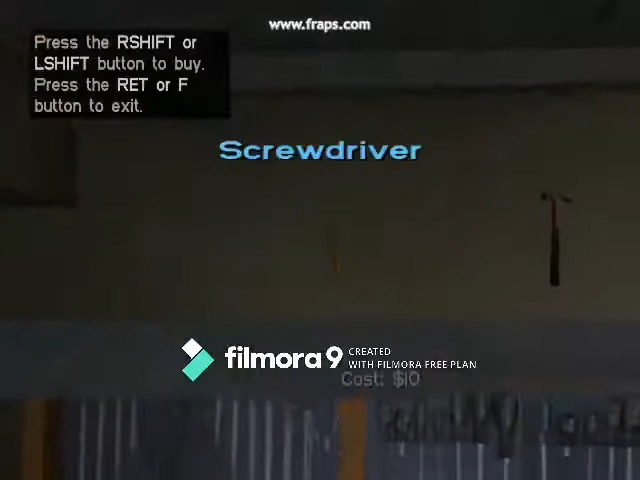 www.fraps.com
Press the RSHIFT or
LSHIFT button to buy.
Press the RET or F
button to exit.
Screwdriver
filmora 9 CREATED
WITH FILMORA FREE PLAN
Cost: $10